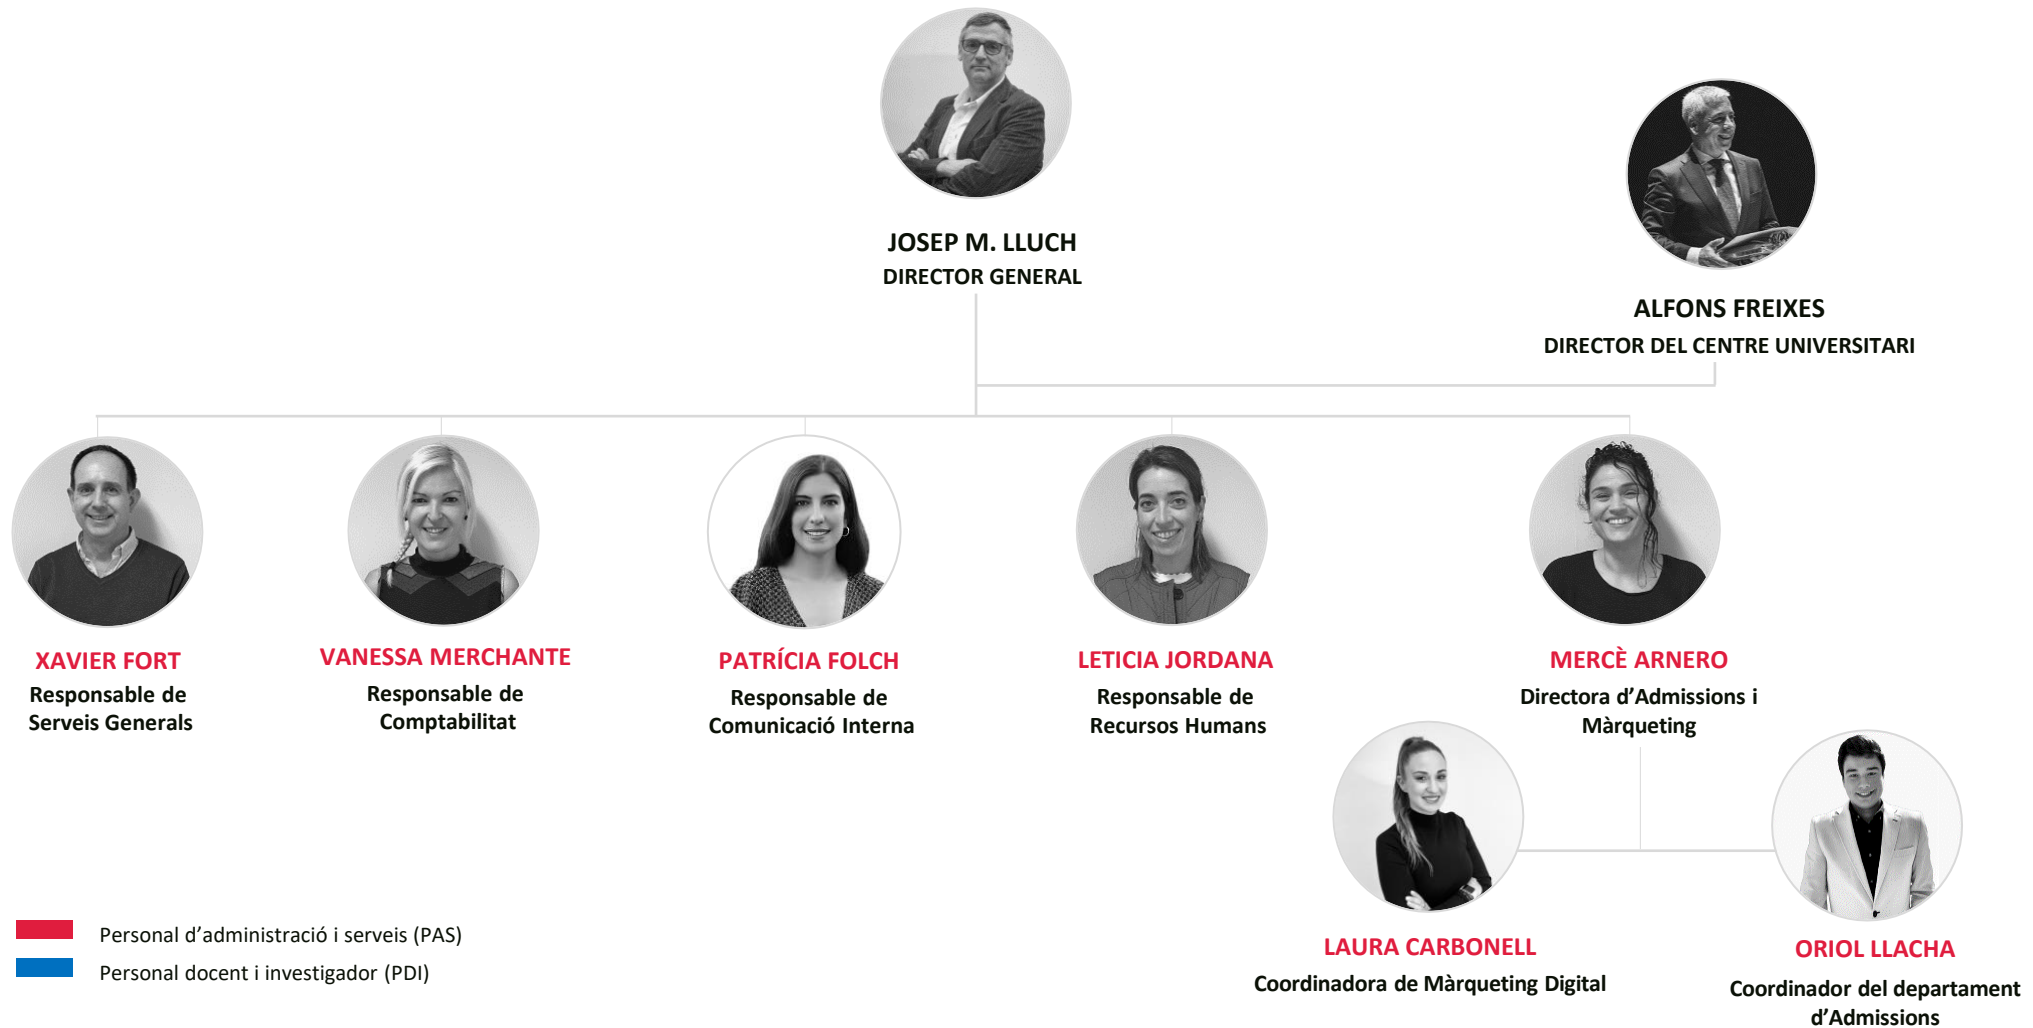 JOSEP M. LLUCH
DIRECTOR GENERAL
ALFONS FREIXES
DIRECTOR DEL CENTRE UNIVERSITARI
XAVIER FORT
Responsable de
Serveis Generals
VANESSA MERCHANTE
Responsable de
Comptabilitat
PATRÍCIA FOLCH
Responsable de
Comunicació Interna
LETICIA JORDANA
Responsable de
Recursos Humans
MERCÈ ARNERO
Directora d’Admissions i
Màrqueting
LAURA CARBONELL
Coordinadora de Màrqueting Digital
ORIOL LLACHA
Coordinador del departament
d’Admissions
Personal d’administració i serveis (PAS)
Personal docent i investigador (PDI)